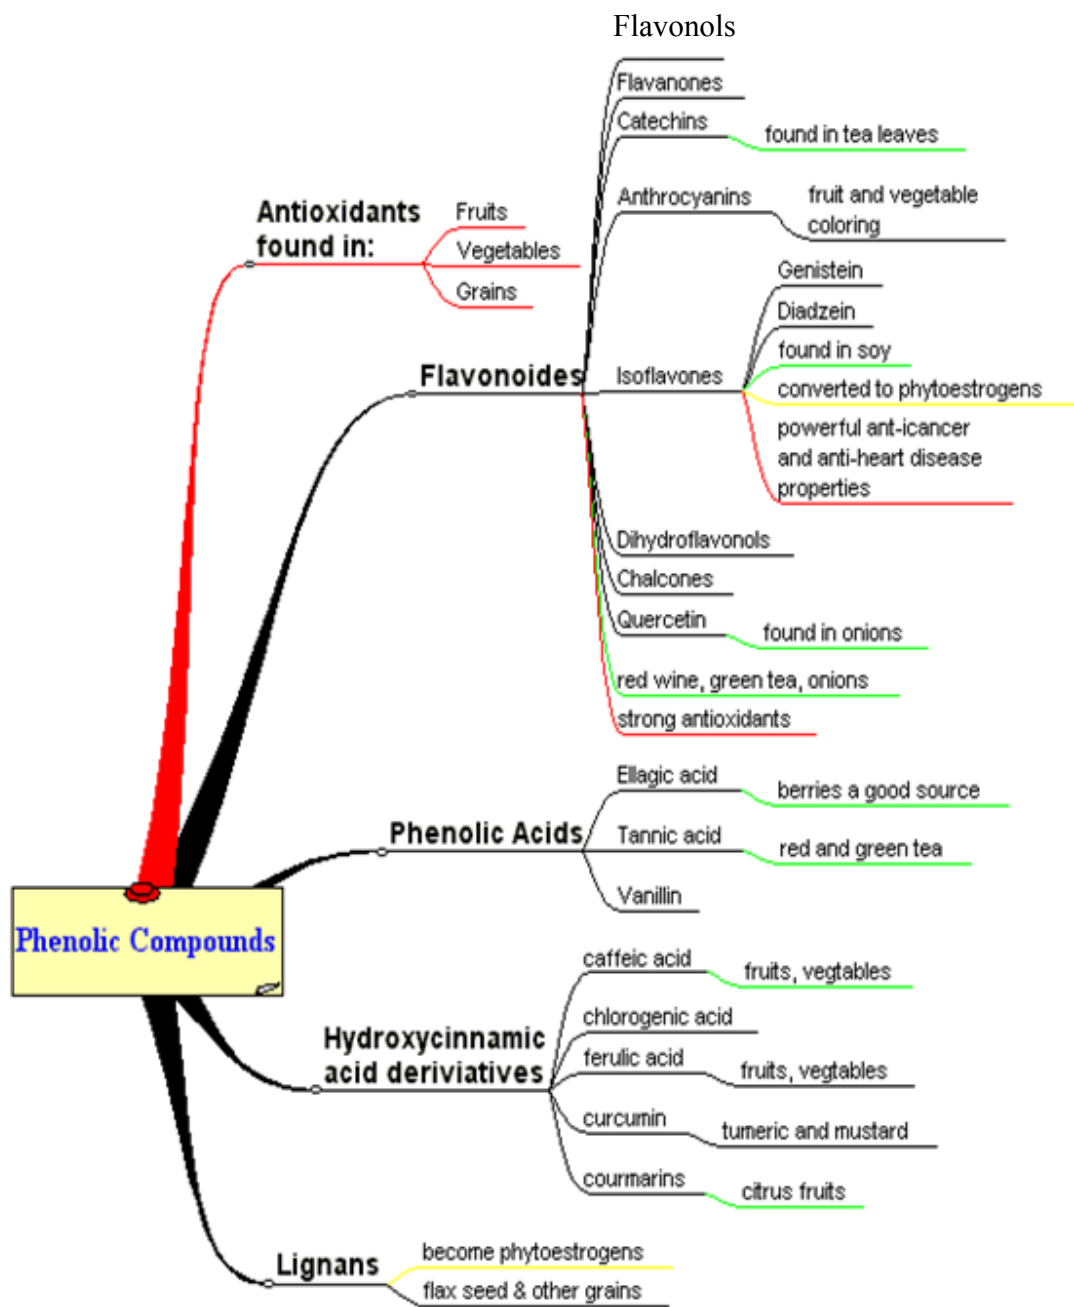 Flavonols
Flavanones
Catechins
found in tea leaves
Anthrocyanins
fruit and vegetable
coloring
Antioxidants
found in:
Fruits
Vegetables
Grains
Flavonoides
Isoflavones
Genistein
Diadzein
found in soy
converted to phytoestrogens
powerful ant-icancer
and anti-heart disease
properties
Dihydroflavonols
Chalcones
Quercetin
found in onions
red wine, green tea, onions
strong antioxidants
Phenolic Acids
Ellagic acid
berries a good source
Tannic acid
red and green tea
Vanillin
Phenolic Compounds
Hydroxycinnamic
acid deriviatives
caffeic acid
fruits, vegtables
chlorogenic acid
ferulic acid
fruits, vegtables
curcumin
tumeric and mustard
courmarins
citrus fruits
Lignans
become phytoestrogens
flax seed & other grains